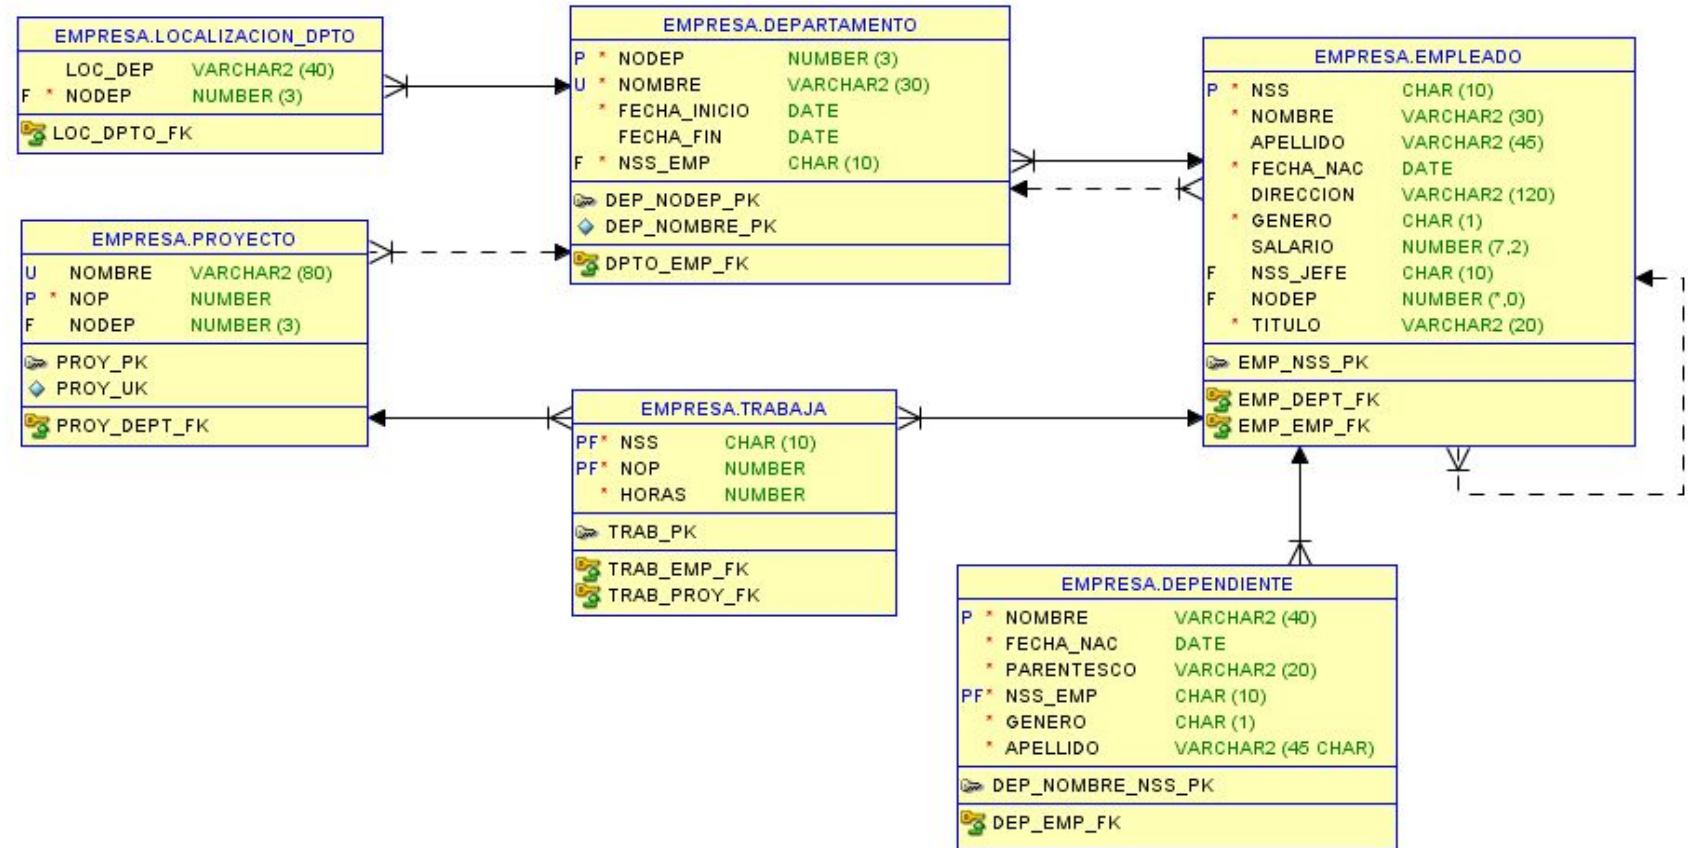 EMPRESA.LOCALIZACION_DPTO
LOC_DEP VARCHAR2 (40)
F * NODEP NUMBER (3)
LOC_DPTO_FK
EMPRESA.DEPARTAMENTO
P * NODEP NUMBER (3)
U * NOMBRE VARCHAR2 (30)
* FECHA_INICIO DATE
FECHA_FIN DATE
F * NSS_EMP CHAR (10)
DEP_NODEP_PK
DEP_NOMBRE_PK
DPTO_EMP_FK
EMPRESA.EMPLEADO
P * NSS CHAR (10)
* NOMBRE VARCHAR2 (30)
APELLIDO VARCHAR2 (45)
* FECHA_NAC DATE
DIRECCION VARCHAR2 (120)
* GENERO CHAR (1)
SALARIO NUMBER (7,2)
F NSS_JEFE CHAR (10)
F NODEP NUMBER (*,0)
* TITULO VARCHAR2 (20)
EMP_NSS_PK
EMP_DEPT_FK
EMP_EMP_FK
EMPRESA.PROYECTO
U NOMBRE VARCHAR2 (80)
P * NOP NUMBER
F NODEP NUMBER (3)
PROY_PK
PROY_UK
PROY_DEPT_FK
EMPRESA.TRABAJA
PF* NSS CHAR (10)
PF* NOP NUMBER
* HORAS NUMBER
TRAB_PK
TRAB_EMP_FK
TRAB_PROY_FK
EMPRESA.DEPENDIENTE
P * NOMBRE VARCHAR2 (40)
* FECHA_NAC DATE
* PARENTESCO VARCHAR2 (20)
PF* NSS_EMP CHAR (10)
* GENERO CHAR (1)
* APELLIDO VARCHAR2 (45 CHAR)
DEP_NOMBRE_NSS_PK
DEP_EMP_FK